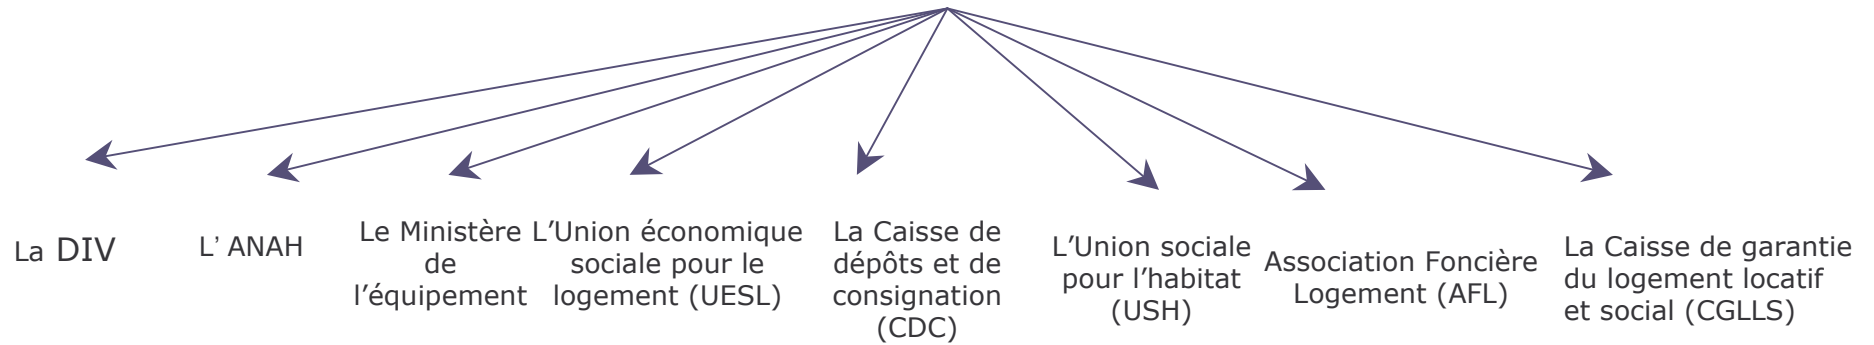 La DIV
L’ ANAH
Le Ministère
de
l’équipement
L’Union économique
sociale pour le
logement (UESL)
La Caisse de
dépôts et de
consignation
(CDC)
L’Union sociale
pour l’habitat
(USH)
Association Foncière
Logement (AFL)
La Caisse de garantie
du logement locatif
et social (CGLLS)